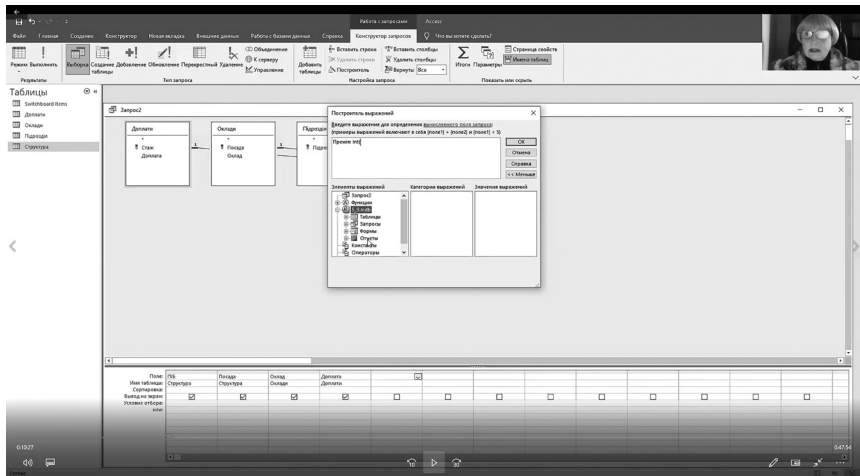 Работа с запросами Access
Файл Главная Создание Конструктор Новая вкладка Внешние данные Работа с базами данных Справка Конструктор запросов Что вы хотите сделать?
Режим Выполнить Выборка Создание таблицы Добавление Обновление Перекрестный Удаление
Объединение
К серверу
Управление
Добавить таблицы
Вставить строки
Удалить строки
Построитель
Вставить столбцы
Удалить столбцы
Вернуть: Все
Итоги Параметры
Страница свойств
Имена таблиц
Результаты Тип запроса Настройка запроса Показать или скрыть
Таблицы
Switchboard Items
Доплати
Оклади
Підрозділ
Структура
Запрос2
Доплати
*
Стаж
Доплата
Оклади
*
Посада
Оклад
Построитель выражений
Введите выражение для определения вычисляемого поля запроса:
(примеры выражений включают в себя [поле1] + [поле2] и [поле1] < 5)
Премія: Int(
ОК
Отмена
Справка
<< Меньше
Элементы выражений Категории выражений Значения выражений
Запрос2
Функции
Таблицы
Запросы
Формы
Отчеты
Константы
Операторы
Поле: ПІБ Посада Оклад Доплата
Имя таблицы: Структура Структура Оклади Доплати
Сортировка:
Вывод на экран:
Условие отбора:
или:
0:10:27 0:47:54
10 30